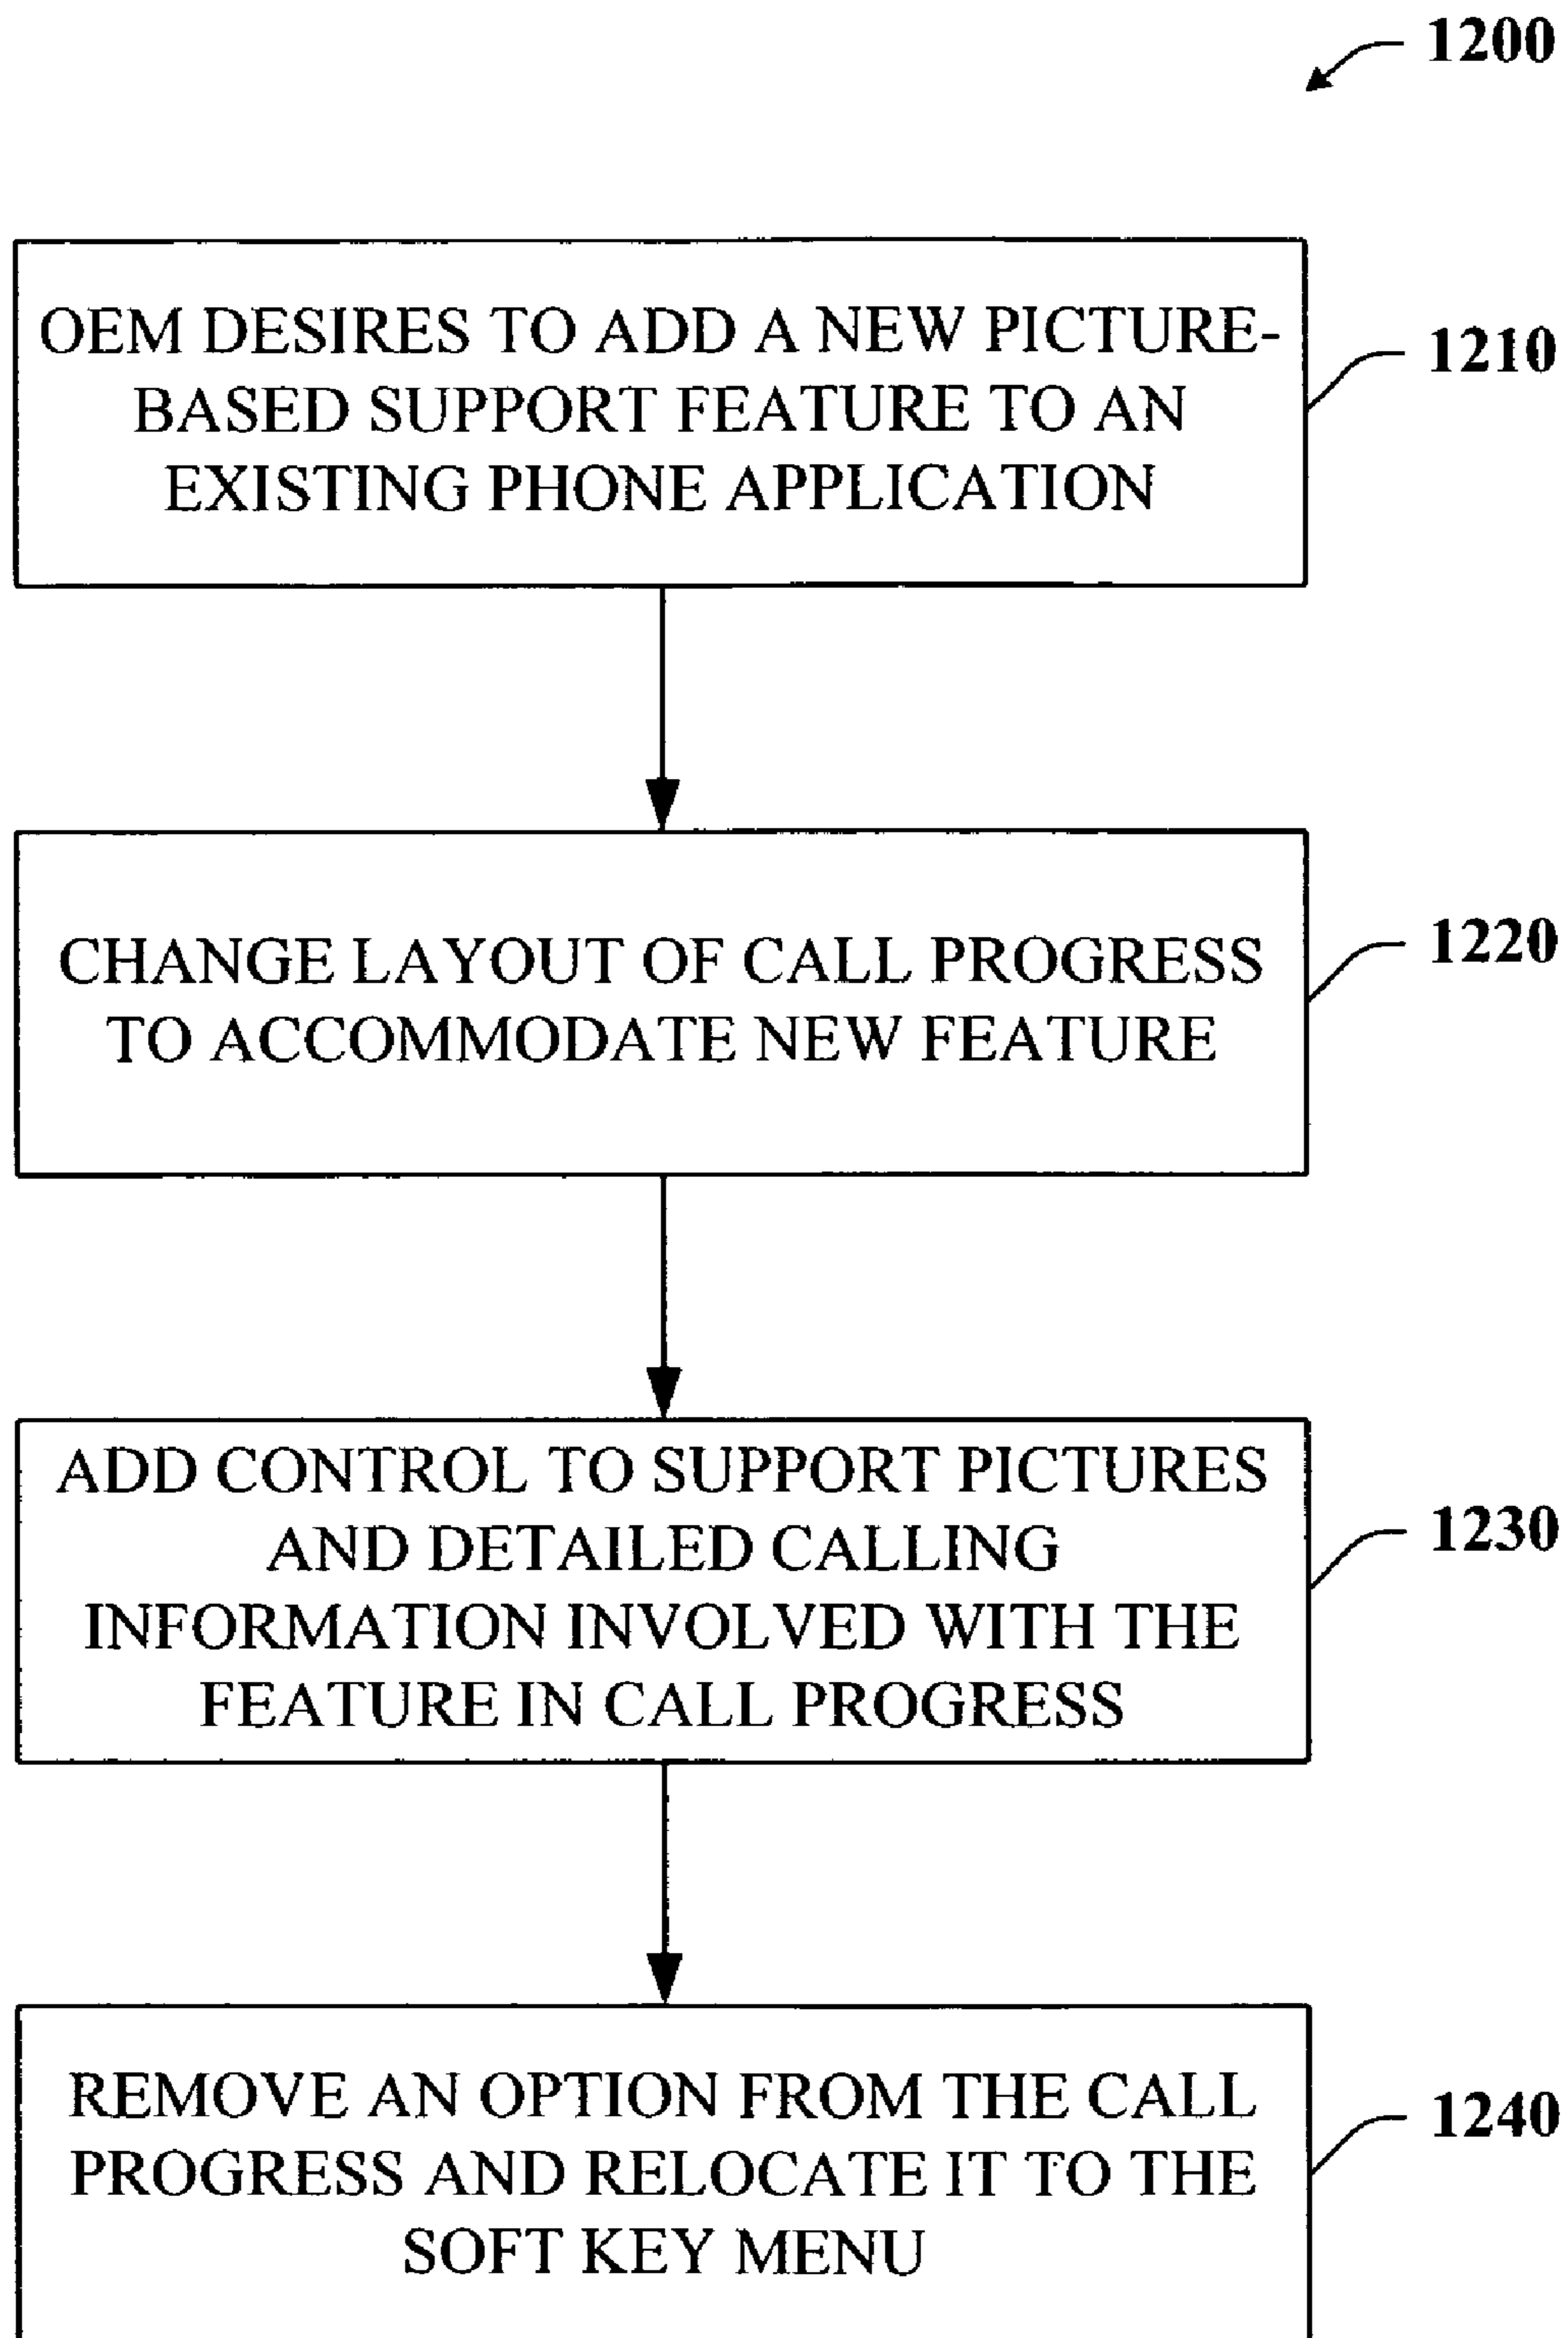 1200
OEM DESIRES TO ADD A NEW PICTURE-
BASED SUPPORT FEATURE TO AN
EXISTING PHONE APPLICATION
1210
CHANGE LAYOUT OF CALL PROGRESS
TO ACCOMMODATE NEW FEATURE
1220
ADD CONTROL TO SUPPORT PICTURES
AND DETAILED CALLING
INFORMATION INVOLVED WITH THE
FEATURE IN CALL PROGRESS
1230
REMOVE AN OPTION FROM THE CALL
PROGRESS AND RELOCATE IT TO THE
SOFT KEY MENU
1240